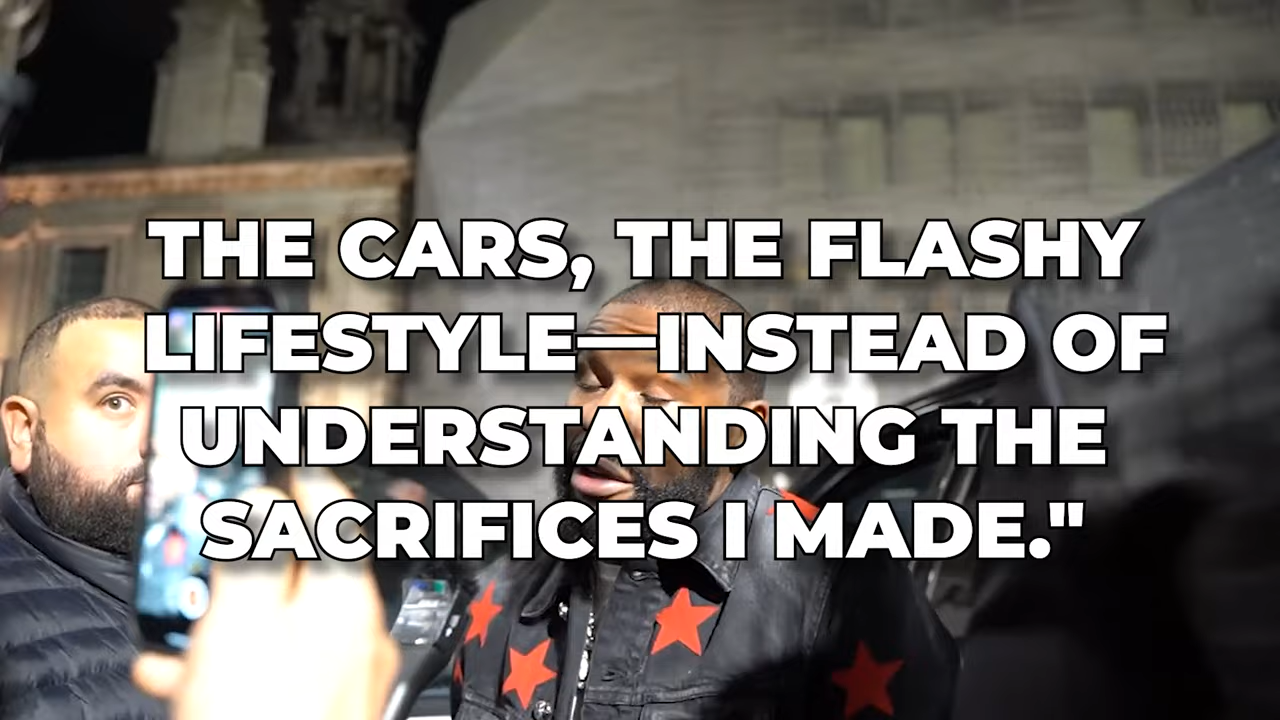 THE CARS, THE FLASHY
LIFESTYLE—INSTEAD OF
UNDERSTANDING THE
SACRIFICES I MADE."